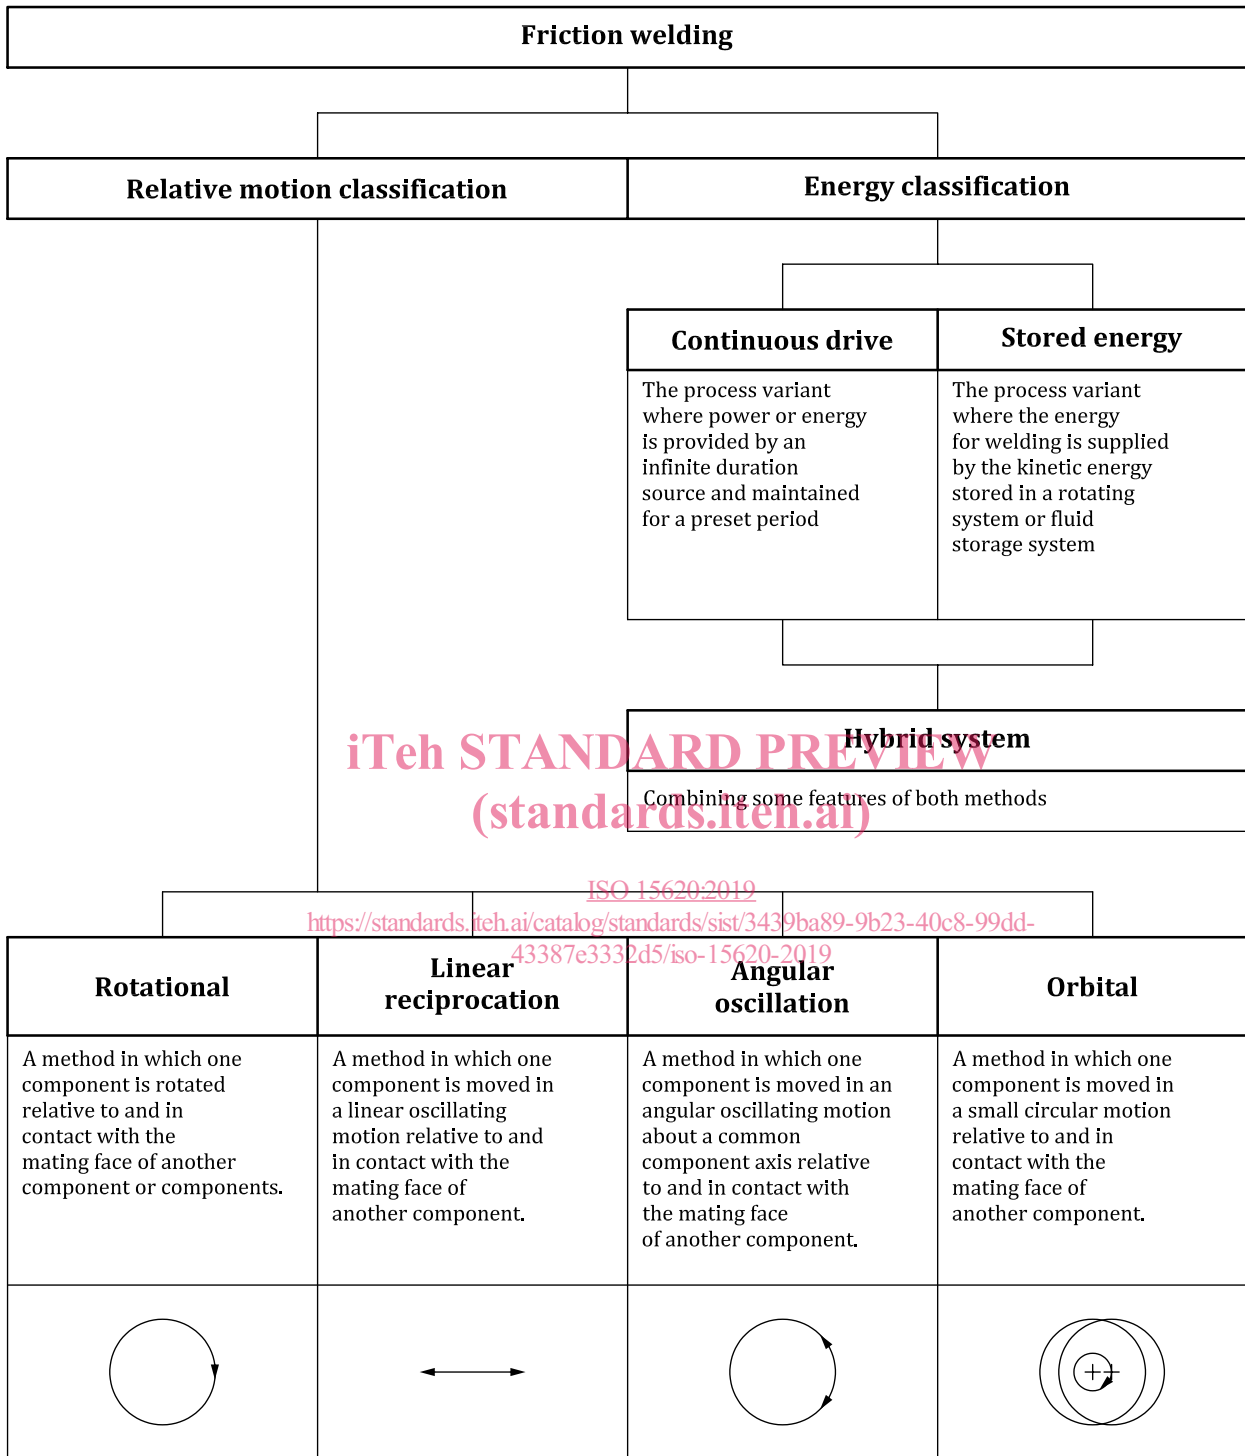 Friction welding
Relative motion classification
Energy classification
Continuous drive
Stored energy
The process variant
where power or energy
is provided by an
infinite duration
source and maintained
for a preset period
The process variant
where the energy
for welding is supplied
by the kinetic energy
stored in a rotating
system or fluid
storage system
Hybrid system
iTeh STANDARD PREVIEW
Combining some features of both methods
(standards.iteh.ai)
ISO 15620:2019
https://standards.iteh.ai/catalog/standards/sist/3439ba89-9b23-40c8-99dd-
43387e3332d5/iso-15620-2019
Rotational
Linear
reciprocation
Angular
oscillation
Orbital
A method in which one
component is rotated
relative to and in
contact with the
mating face of another
component or components.
A method in which one
component is moved in
a linear oscillating
motion relative to and
in contact with the
mating face of
another component.
A method in which one
component is moved in an
angular oscillating motion
about a common
component axis relative
to and in contact with
the mating face
of another component.
A method in which one
component is moved in
a small circular motion
relative to and in
contact with the
mating face of
another component.